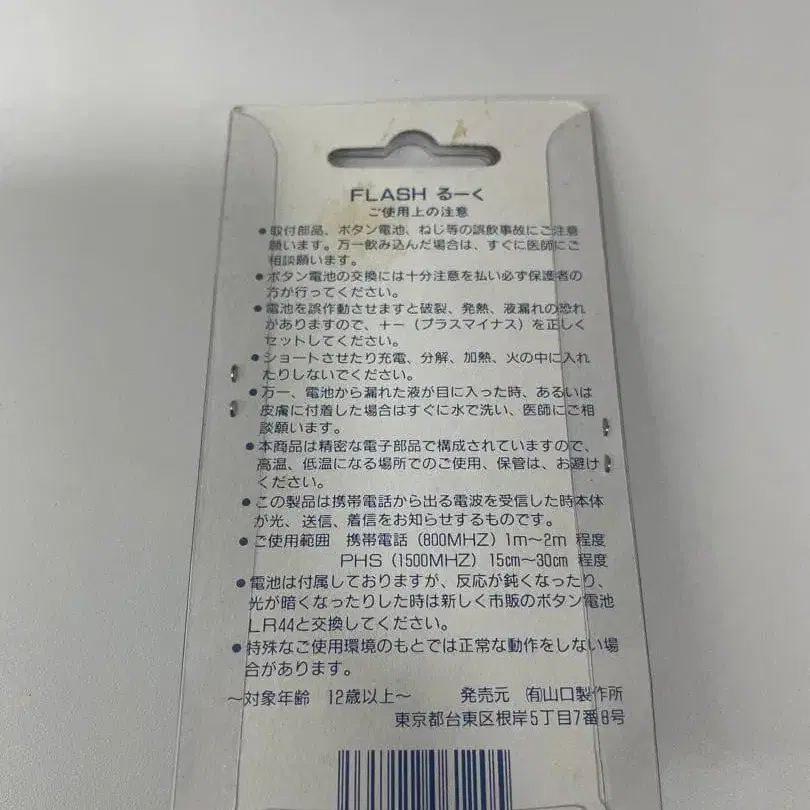 FLASH るーく
ご使用上の注意
●取付部品、ボタン電池、ねじ等の誤飲事故にご注意
願います。万一飲み込んだ場合は、すぐに医師にご
相談願います。
●ボタン電池の交換には十分注意を払い必ず保護者の
方が行ってください。
●電池を誤作動させますと破裂、発熱、液漏れの恐れ
がありますので、＋－（プラスマイナス）を正しく
セットしてください。
●ショートさせたり充電、分解、加熱、火の中に入れ
たりしないでください。
●万一、電池から漏れた液が目に入った時、あるいは
皮膚に付着した場合はすぐに水で洗い、医師にご相
談願います。
●本商品は精密な電子部品で構成されていますので、
高温、低温になる場所でのご使用、保管は、お避け
ください。
●この製品は携帯電話から出る電波を受信した時本体
が光、送信、着信をお知らせするものです。
●ご使用範囲 携帯電話（800MHZ）1m～2m 程度
PHS（1500MHZ）15cm～30cm 程度
●電池は付属しておりますが、反応が鈍くなったり、
光が暗くなったりした時は新しく市販のボタン電池
LR44と交換してください。
●特殊なご使用環境のもとでは正常な動作をしない場
合があります。
～対象年齢 12歳以上～ 発売元 ㈲山口製作所
東京都台東区根岸5丁目7番8号